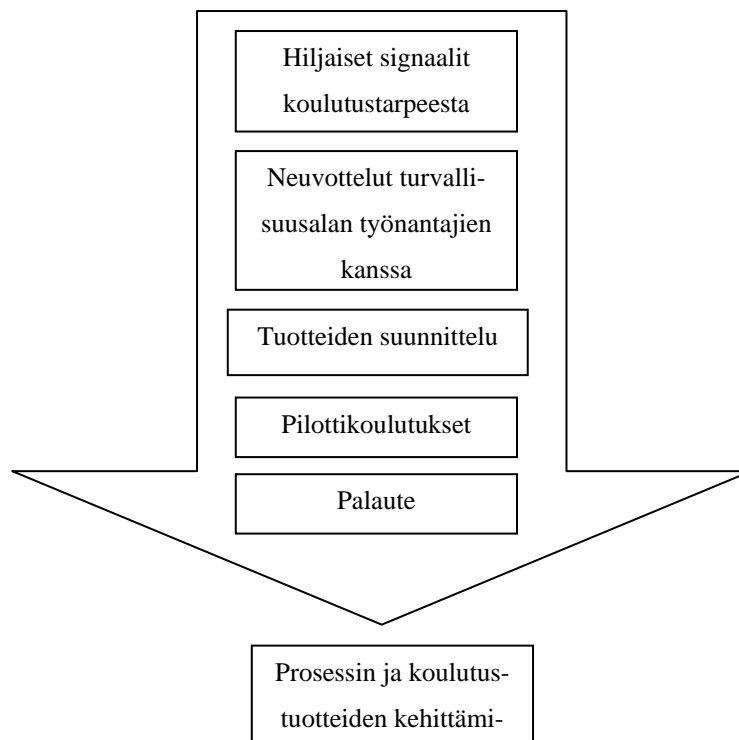 Hiljaiset signaalit
koulutustarpeesta
Neuvottelut turvalli-
suusalan työnantajien
kanssa
Tuotteiden suunnittelu
Pilottikoulutukset
Palaute
Prosessin ja koulutus-
tuotteiden kehittämi-